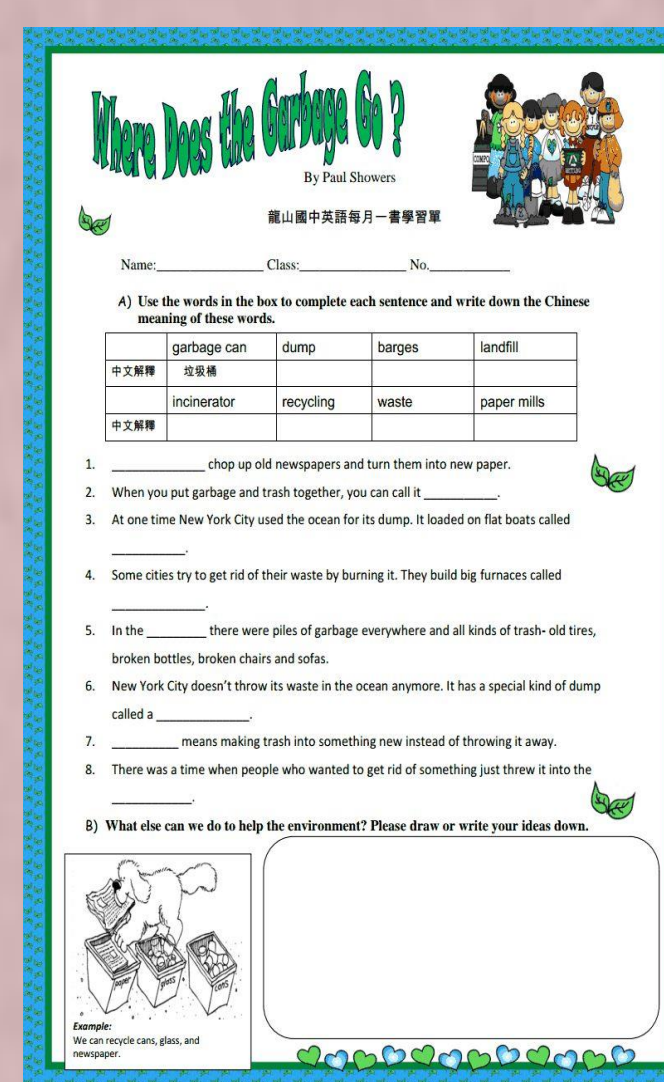 Where Does the Garbage Go ?
By Paul Showers
龍山國中英語每月一書學習單
Name:________________ Class:________________ No.____________
A) Use the words in the box to complete each sentence and write down the Chinese
meaning of these words.
garbage can dump barges landfill
中文解釋 垃圾桶
incinerator recycling waste paper mills
中文解釋
1. ______________ chop up old newspapers and turn them into new paper.
2. When you put garbage and trash together, you can call it ___________.
3. At one time New York City used the ocean for its dump. It loaded on flat boats called
___________.
4. Some cities try to get rid of their waste by burning it. They build big furnaces called
______________.
5. In the _________ there were piles of garbage everywhere and all kinds of trash- old tires,
broken bottles, broken chairs and sofas.
6. New York City doesn't throw its waste in the ocean anymore. It has a special kind of dump
called a ______________.
7. __________ means making trash into something new instead of throwing it away.
8. There was a time when people who wanted to get rid of something just threw it into the
____________.
B) What else can we do to help the environment? Please draw or write your ideas down.
paper glass cans
Example:
We can recycle cans, glass, and
newspaper.